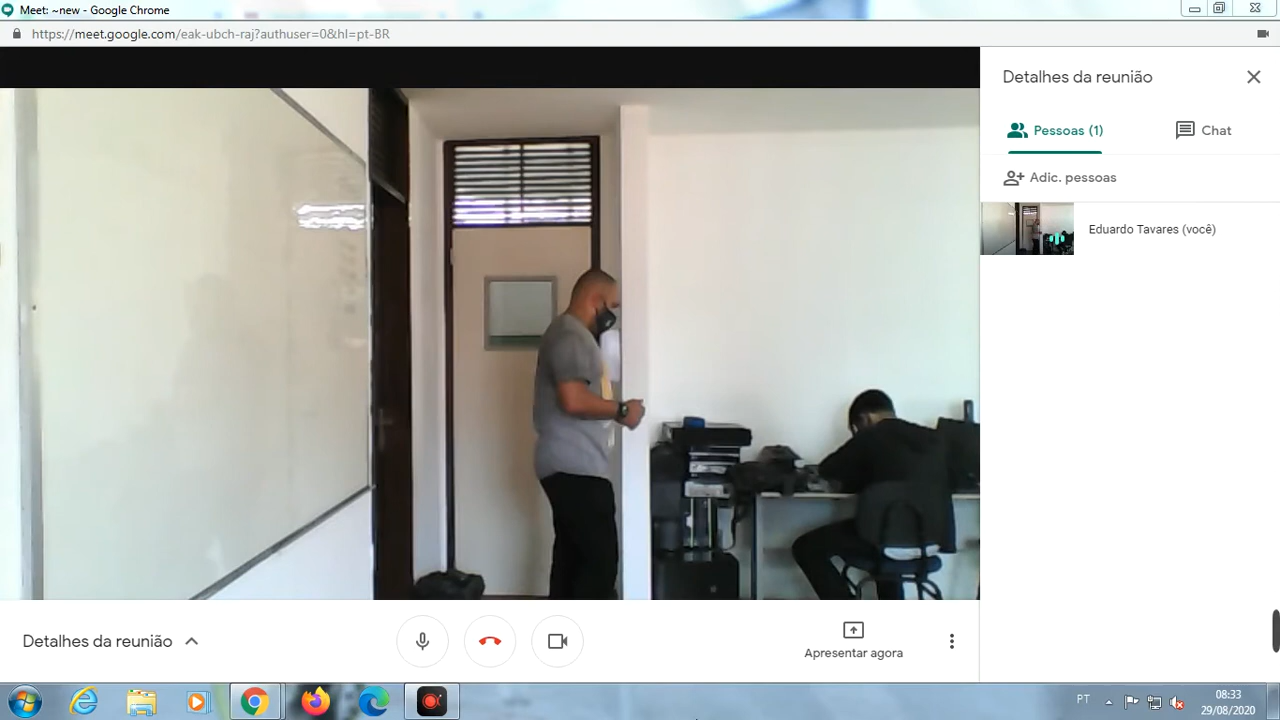 Meet: ~new - Google Chrome
https://meet.google.com/eak-ubch-raj?authuser=0&hl=pt-BR
Detalhes da reunião
Pessoas (1)
Chat
Adic. pessoas
Eduardo Tavares (você)
Detalhes da reunião
Apresentar agora
PT
08:33
29/08/2020